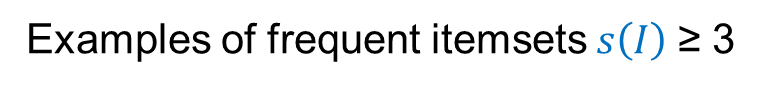 Examples of frequent itemsets s(I) ≥ 3